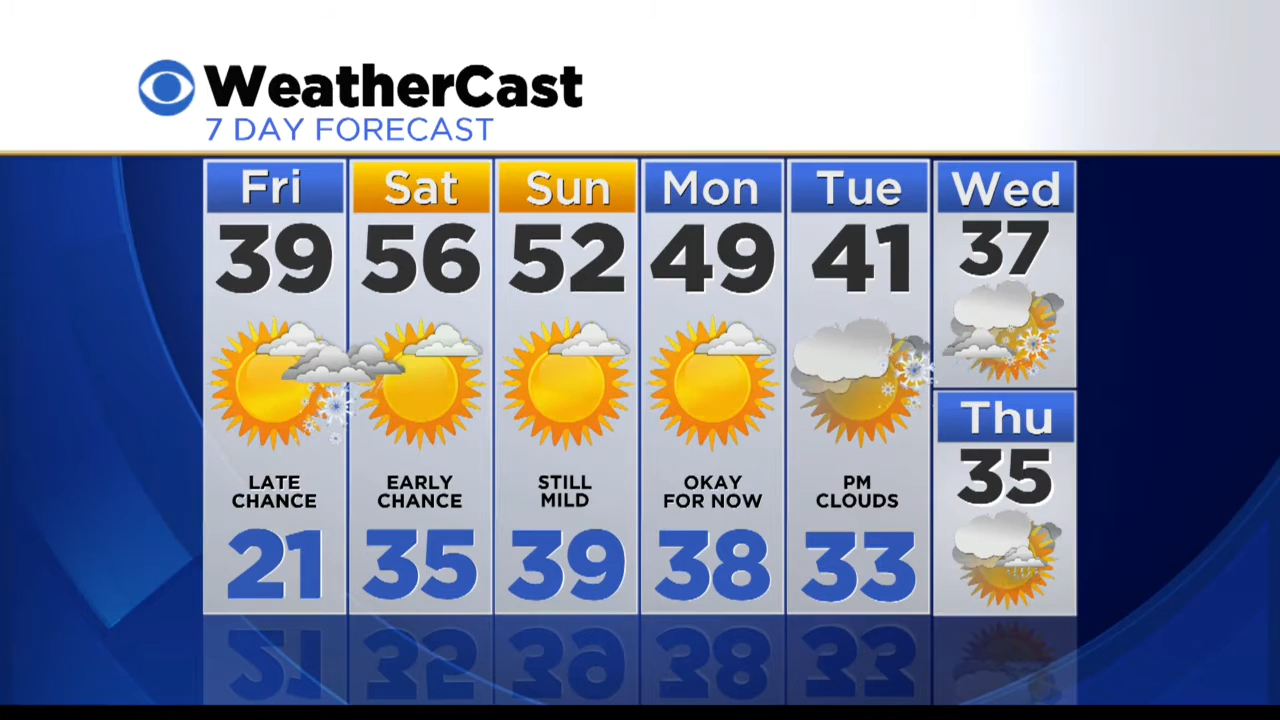 WeatherCast
7 DAY FORECAST
Fri
39
LATE
CHANCE
21
Sat
56
EARLY
CHANCE
35
Sun
52
STILL
MILD
39
Mon
49
OKAY
FOR NOW
38
Tue
41
PM
CLOUDS
33
Wed
37
Thu
35